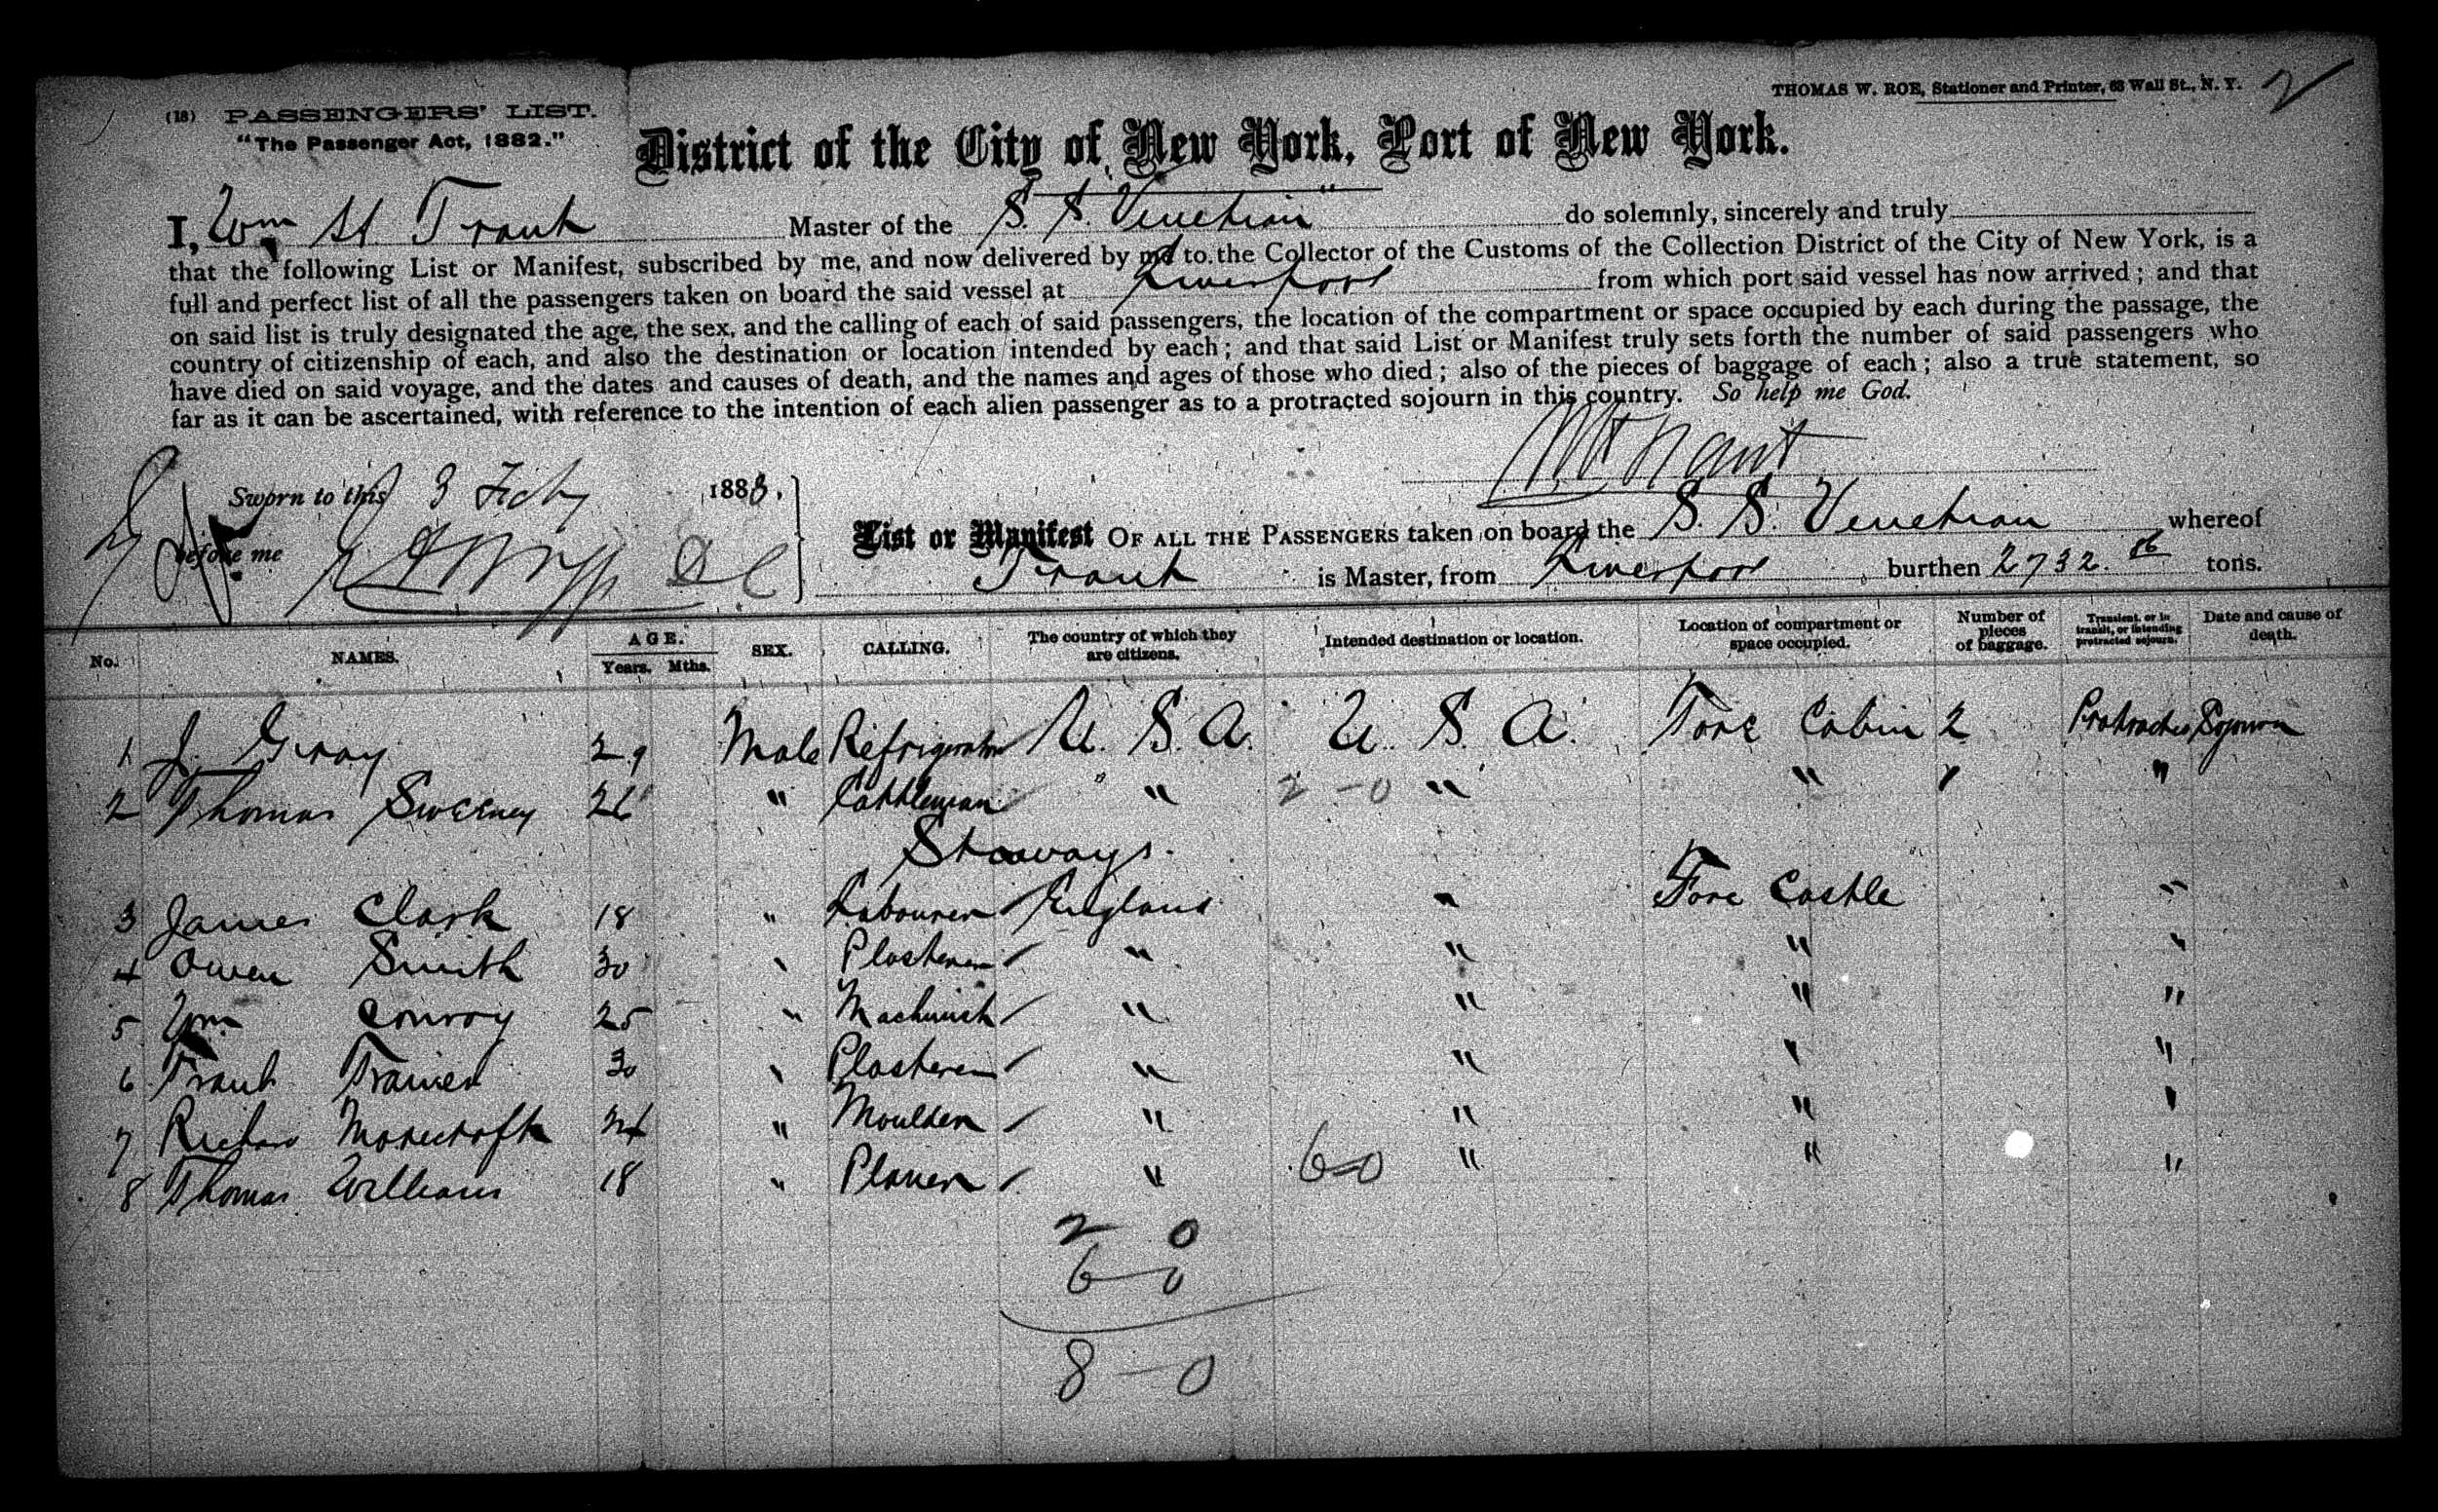 (18) PASSENGERS' LIST.
"The Passenger Act, 1882."
THOMAS W. ROE, Stationer and Printer, 63 Wall St., N. Y.
2
District of the City of New York, Port of New York.
I, Wm H Trant Master of the S. S. Venetian do solemnly, sincerely and truly
that the following List or Manifest, subscribed by me, and now delivered by me to the Collector of the Customs of the Collection District of the City of New York, is a
full and perfect list of all the passengers taken on board the said vessel at Liverpool from which port said vessel has now arrived; and that
on said list is truly designated the age, the sex, and the calling of each of said passengers, the location of the compartment or space occupied by each during the passage, the
country of citizenship of each, and also the destination or location intended by each; and that said List or Manifest truly sets forth the number of said passengers who
have died on said voyage, and the dates and causes of death, and the names and ages of those who died; also of the pieces of baggage of each; also a true statement, so
far as it can be ascertained, with reference to the intention of each alien passenger as to a protracted sojourn in this country. So help me God.
WH Trant
Sworn to this 3 Feby 1888.
before me
List or Manifest OF ALL THE PASSENGERS taken on board the S. S. Venetian whereof
Trant is Master, from Liverpool burthen 2732. tons.
No. NAMES. AGE. Years. Mths. SEX. CALLING. The country of which they are citizens. Intended destination or location. Location of compartment or space occupied. Number of pieces of baggage. Transient, or in transit, or intending protracted sojourn. Date and cause of death.
1 J. Gray 29 Male Refrigerator U. S. A. U. S. A. Fore Cabin 2 Protracted Sojourn
2 Thomas Sweeney 26 " Cattleman " 2-0 " " 1 "
Stowaways.
3 James Clark 18 " Labourer England " Fore Castle "
4 Owen Smith 30 " Plasterer " " " "
5 Wm Conroy 25 " Machinist " " " "
6 Frank Trainer 30 " Plasterer " " " "
7 Richard Morecroft 24 " Moulder " " " "
8 Thomas Williams 18 " Planer " 6-0 " " "
2 0
6-0
8-0